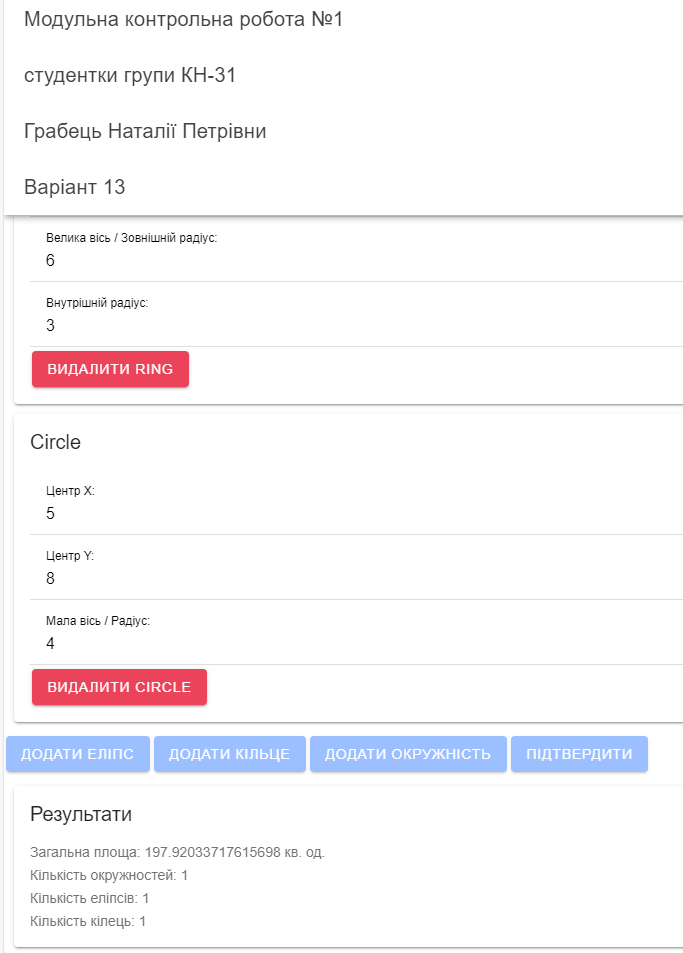 Модульна контрольна робота №1
студентки групи КН-31
Грабець Наталії Петрівни
Варіант 13
Велика вісь / Зовнішній радіус:
6
Внутрішній радіус:
3
ВИДАЛИТИ RING
Circle
Центр X:
5
Центр Y:
8
Мала вісь / Радіус:
4
ВИДАЛИТИ CIRCLE
ДОДАТИ ЕЛІПС ДОДАТИ КІЛЬЦЕ ДОДАТИ ОКРУЖНІСТЬ ПІДТВЕРДИТИ
Результати
Загальна площа: 197.92033717615698 кв. од.
Кількість окружностей: 1
Кількість еліпсів: 1
Кількість кілець: 1